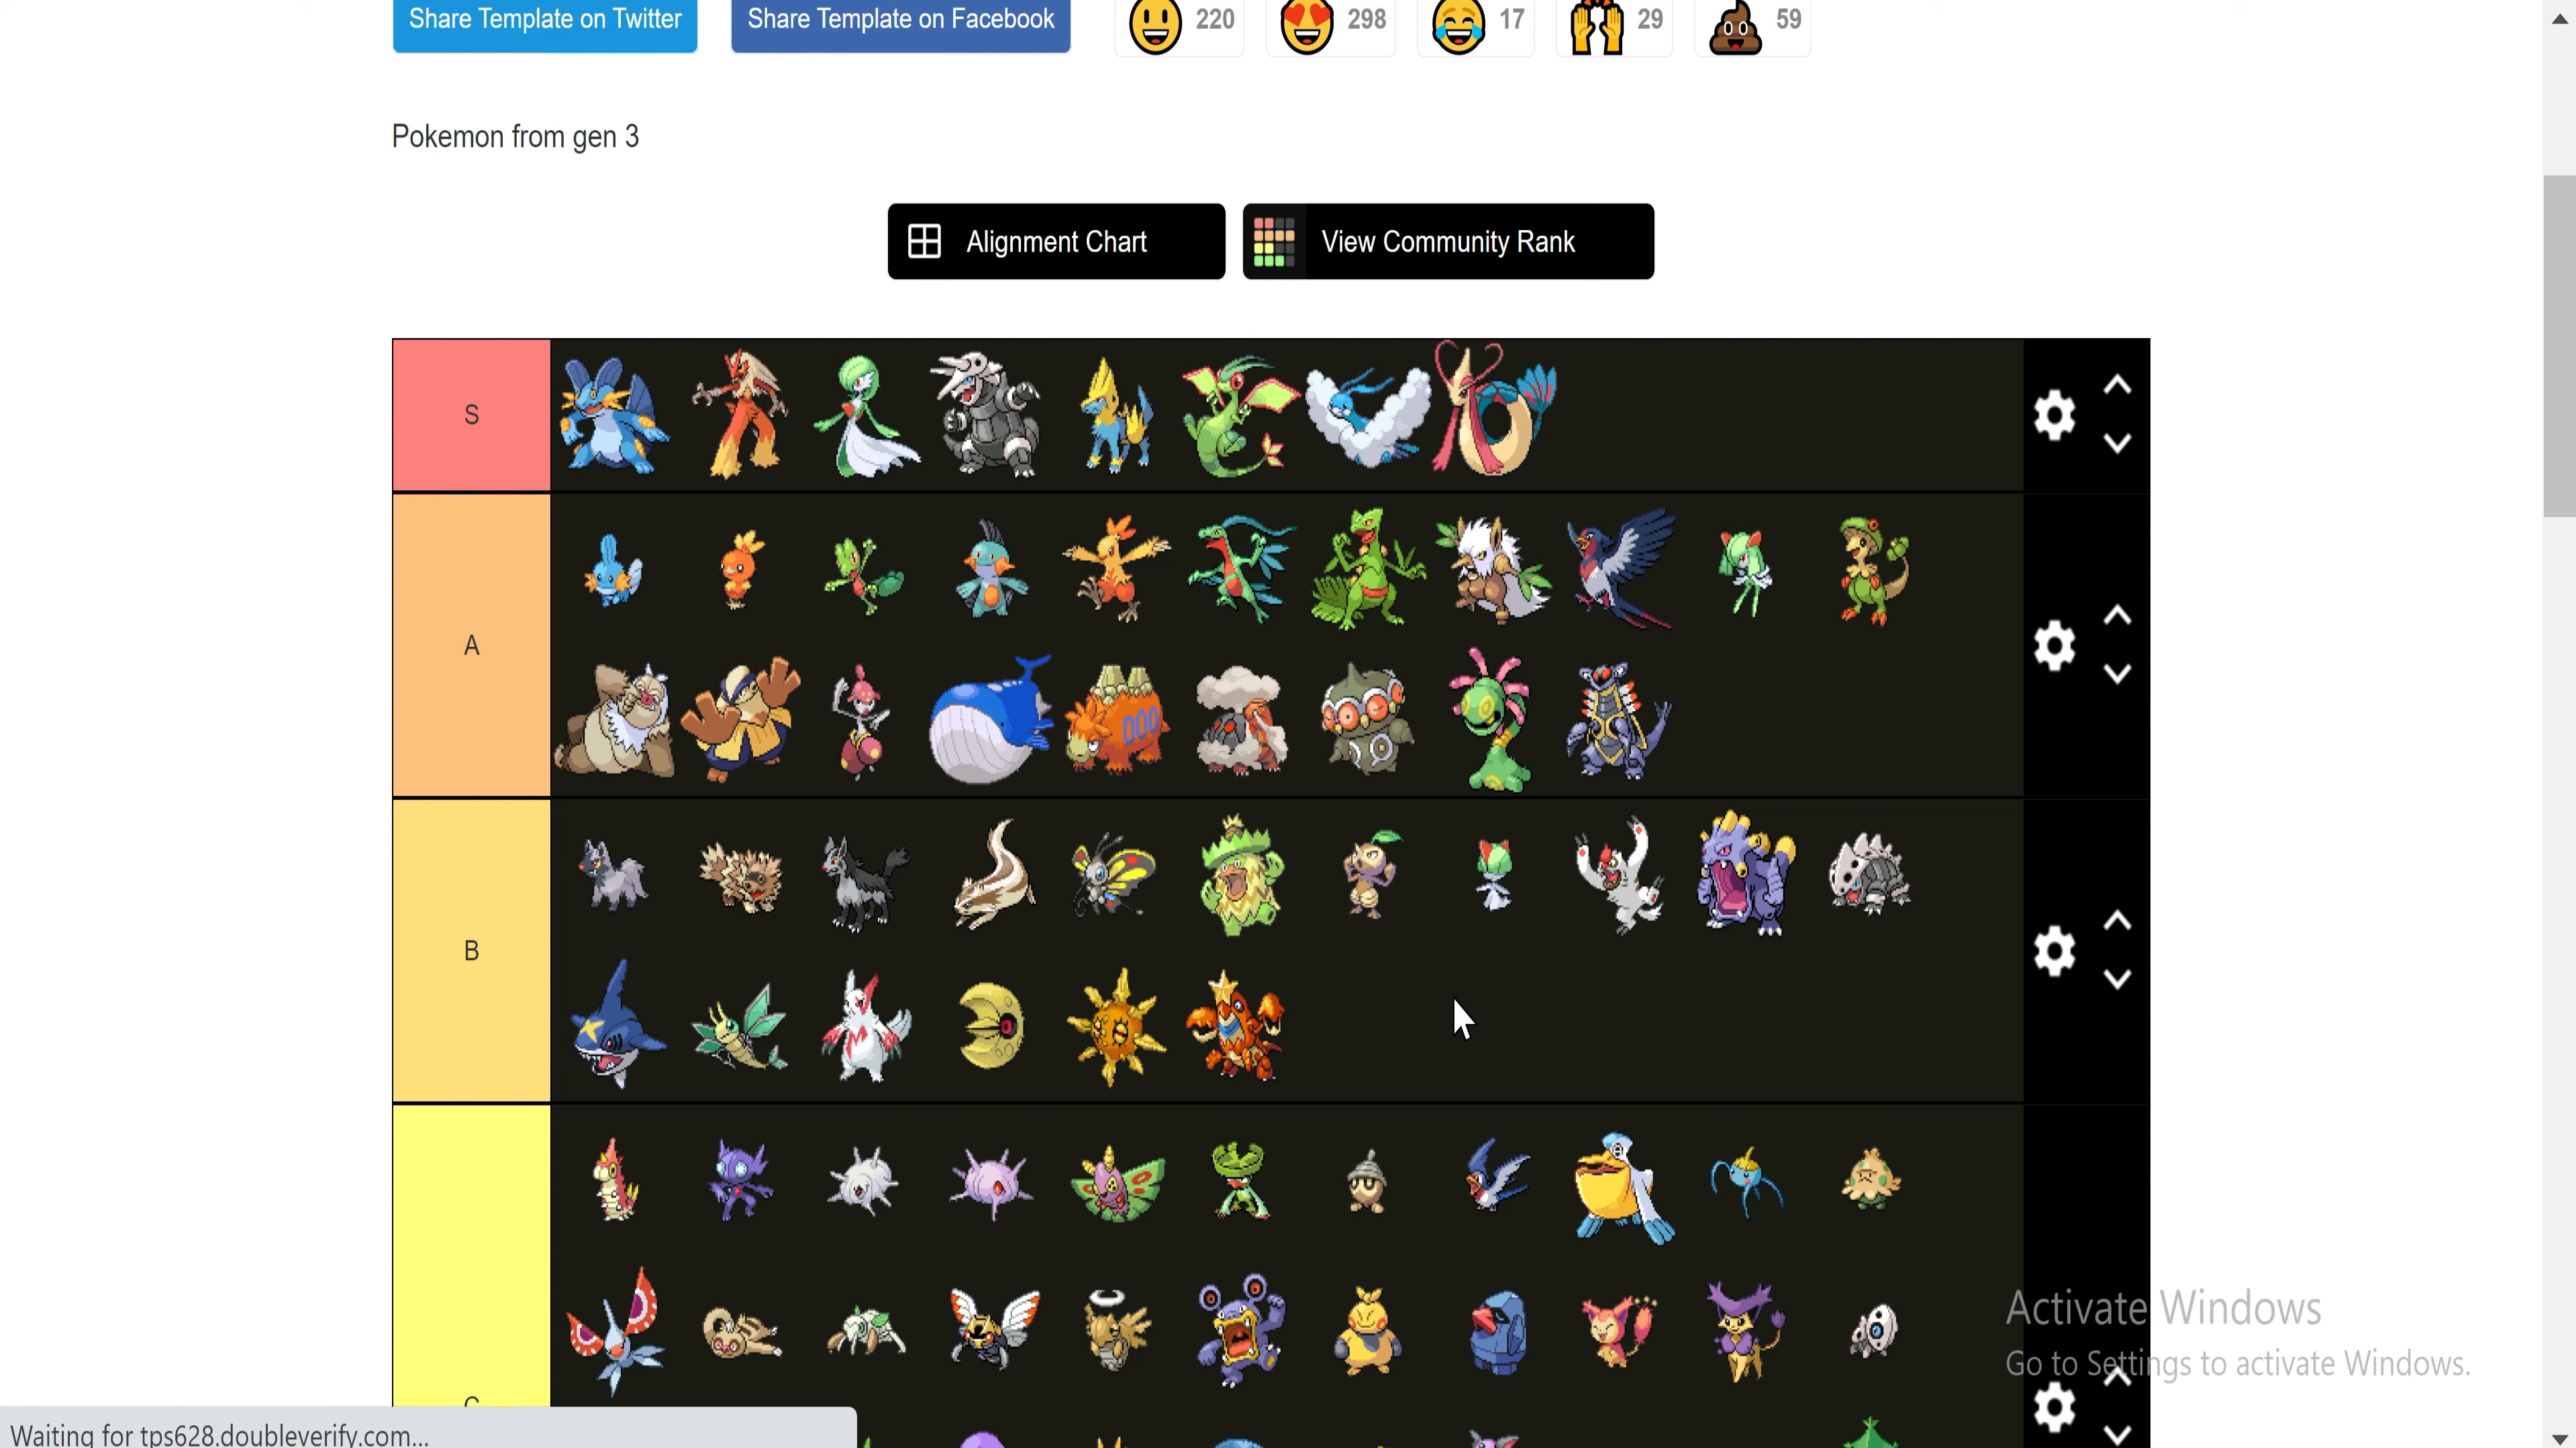 Share Template on Twitter
Share Template on Facebook
220
298
17
29
59
Pokemon from gen 3
Alignment Chart
View Community Rank
S
A
B
C
Activate Windows
Go to Settings to activate Windows.
Waiting for tps628.doubleverify.com...